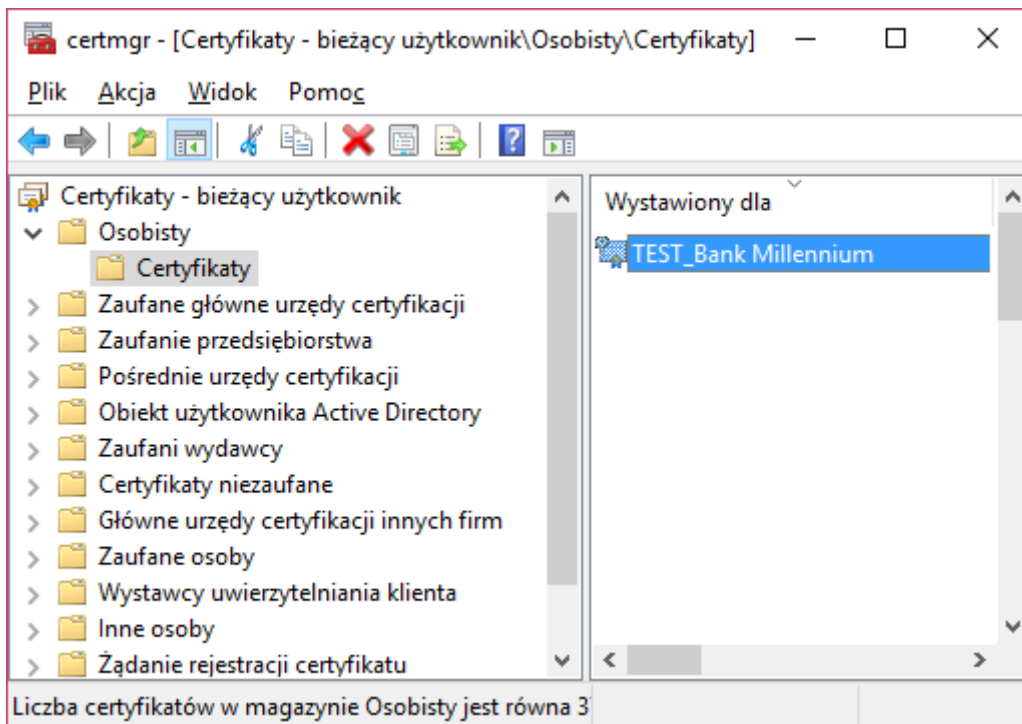 certmgr - [Certyfikaty - bieżący użytkownik\Osobisty\Certyfikaty]
Plik Akcja Widok Pomoc
Certyfikaty - bieżący użytkownik
Osobisty
Certyfikaty
Zaufane główne urzędy certyfikacji
Zaufanie przedsiębiorstwa
Pośrednie urzędy certyfikacji
Obiekt użytkownika Active Directory
Zaufani wydawcy
Certyfikaty niezaufane
Główne urzędy certyfikacji innych firm
Zaufane osoby
Wystawcy uwierzytelniania klienta
Inne osoby
Żądanie rejestracji certyfikatu
Wystawiony dla
TEST_Bank Millennium
Liczba certyfikatów w magazynie Osobisty jest równa 3